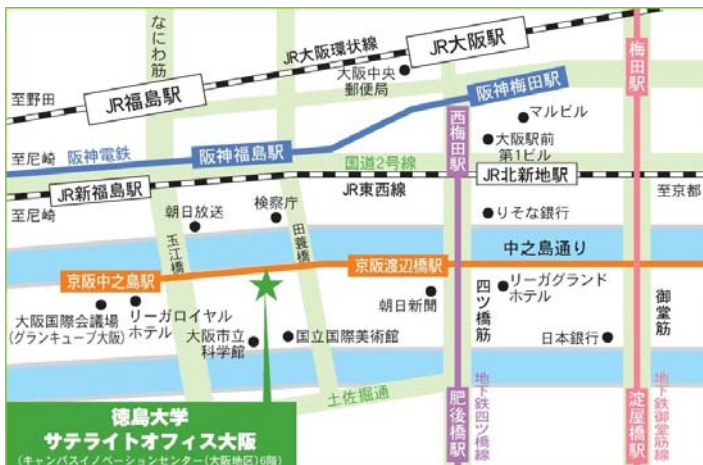 なにわ筋
JR大阪環状線
JR大阪駅
梅田駅
大阪中央
郵便局
至野田
JR福島駅
阪神梅田駅
マルビル
西梅田駅
大阪駅前
第1ビル
至尼崎
阪神電鉄
阪神福島駅
国道2号線
JR新福島駅
JR東西線
JR北新地駅
至京都
至尼崎
朝日放送
検察庁
りそな銀行
玉江橋
田蓑橋
中之島通り
京阪中之島駅
京阪渡辺橋駅
大阪国際会議場
(グランキューブ大阪)
リーガロイヤル
ホテル
大阪市立
科学館
国立国際美術館
朝日新聞
四ツ橋筋
リーガグランド
ホテル
御堂筋
日本銀行
土佐掘通
肥後橋駅
地下鉄四ツ橋線
淀屋橋駅
地下鉄御堂筋線
徳島大学
サテライトオフィス大阪
(キャンパスイノベーションセンター(大阪地区)6階)